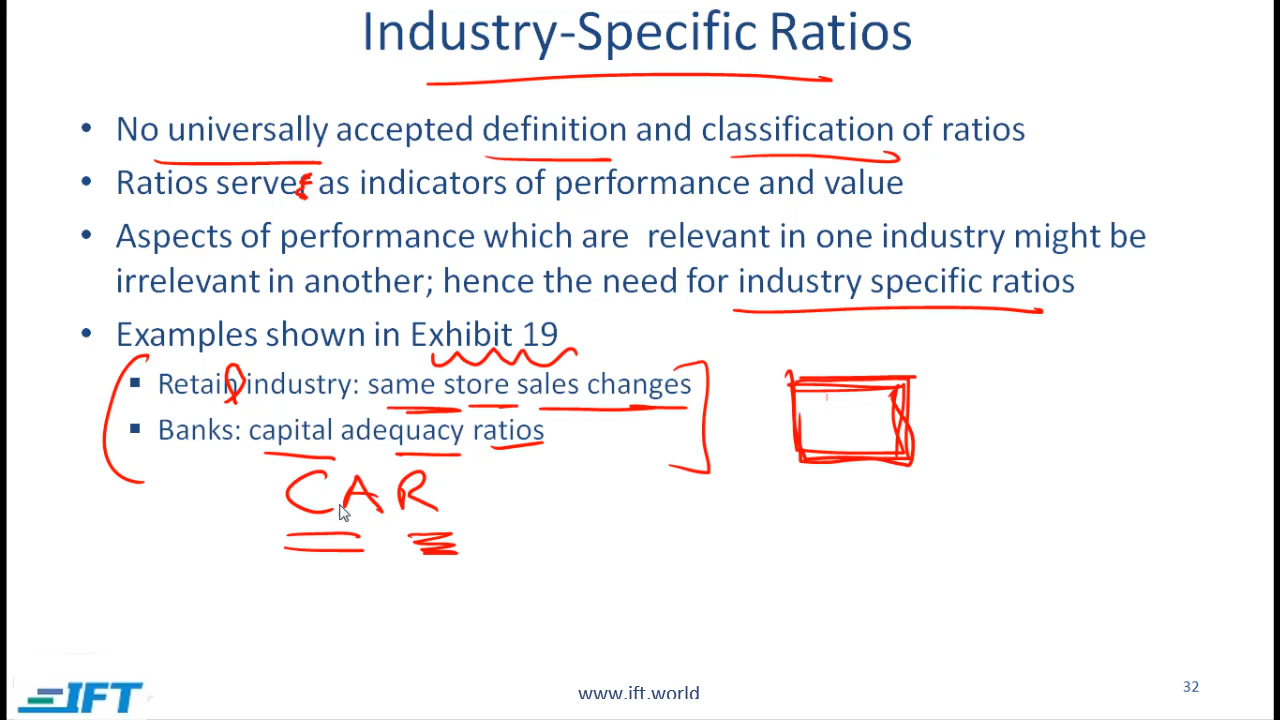 Industry-Specific Ratios
• No universally accepted definition and classification of ratios
• Ratios server as indicators of performance and value
• Aspects of performance which are relevant in one industry might be
irrelevant in another; hence the need for industry specific ratios
• Examples shown in Exhibit 19
▪ Retain industry: same store sales changes
▪ Banks: capital adequacy ratios
CAR
IFT
www.ift.world
32